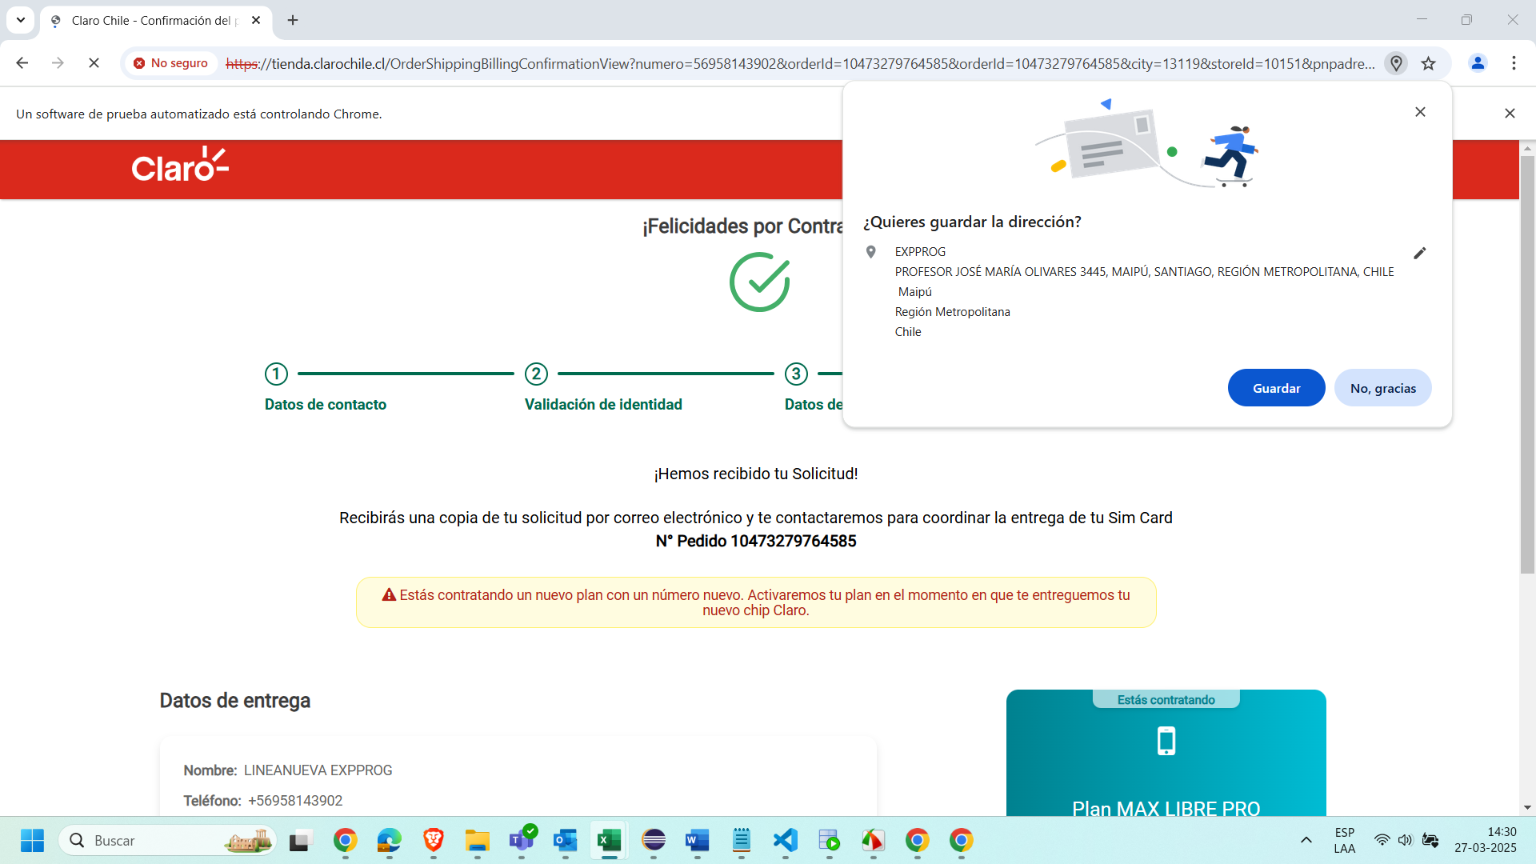 Claro Chile - Confirmación del p
No seguro
https://tienda.clarochile.cl/OrderShippingBillingConfirmationView?numero=56958143902&orderId=10473279764585&orderId=10473279764585&city=13119&storeId=10151&pnpadre...
Un software de prueba automatizado está controlando Chrome.
Claro
¿Quieres guardar la dirección?
EXPPROG
PROFESOR JOSÉ MARÍA OLIVARES 3445, MAIPÚ, SANTIAGO, REGIÓN METROPOLITANA, CHILE
Maipú
Región Metropolitana
Chile
Guardar
No, gracias
¡Felicidades por Contra
1
2
3
Datos de contacto
Validación de identidad
Datos de
¡Hemos recibido tu Solicitud!
Recibirás una copia de tu solicitud por correo electrónico y te contactaremos para coordinar la entrega de tu Sim Card
N° Pedido 10473279764585
Estás contratando un nuevo plan con un número nuevo. Activaremos tu plan en el momento en que te entreguemos tu
nuevo chip Claro.
Datos de entrega
Nombre: LINEANUEVA EXPPROG
Teléfono: +56958143902
Estás contratando
Plan MAX LIBRE PRO
Buscar
ESP
LAA
14:30
27-03-2025